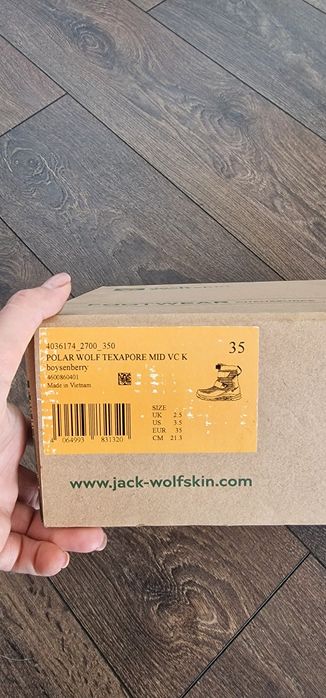 4036174_2700_350
35
POLAR WOLF TEXAPORE MID VC K
boysenberry
4600860401
Made in Vietnam
SIZE
UK 2.5
US 3.5
EUR 35
CM 21.3
4 064993 831320
www.jack-wolfskin.com